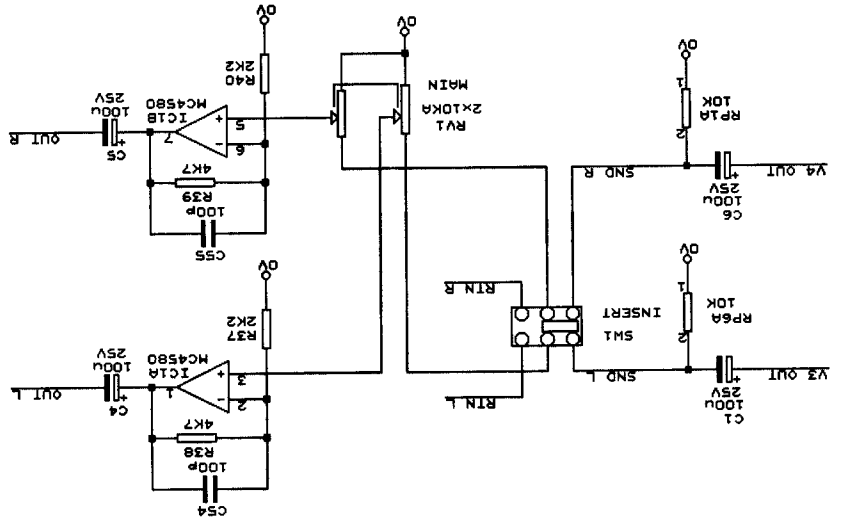 C54
100p
R38
4K7
V3 OUT
C1
100u
25V
SND L
RTN L
2
3
1
IC1A
MC4580
C4
100u
25V
OUT L
RP6A
10K
2
1
SW1
INSERT
R37
2K2
0V
0V
RTN R
C55
100p
R39
4K7
V4 OUT
C6
100u
25V
SND R
6
5
7
IC1B
MC4580
C5
100u
25V
OUT R
RP1A
10K
2
1
RV1
2x10KA
MAIN
R40
2K2
0V
0V
0V